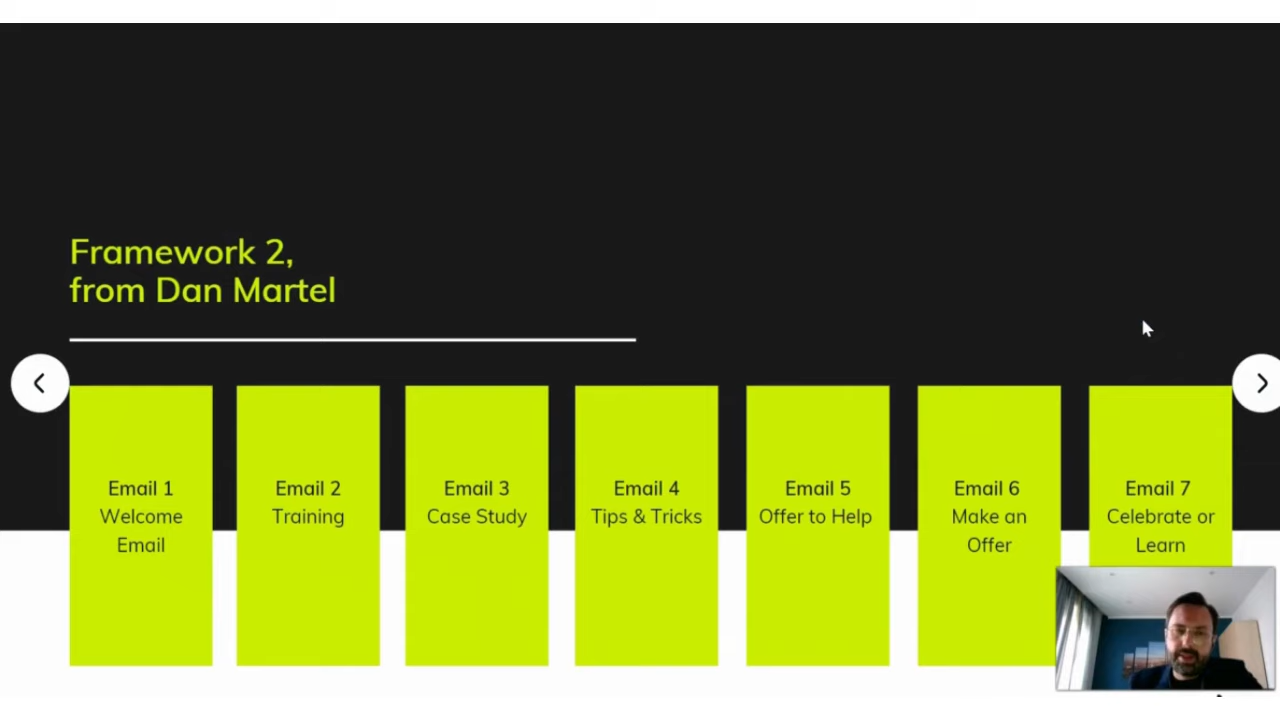 Framework 2,
from Dan Martel
Email 1
Welcome
Email
Email 2
Training
Email 3
Case Study
Email 4
Tips & Tricks
Email 5
Offer to Help
Email 6
Make an
Offer
Email 7
Celebrate or
Learn